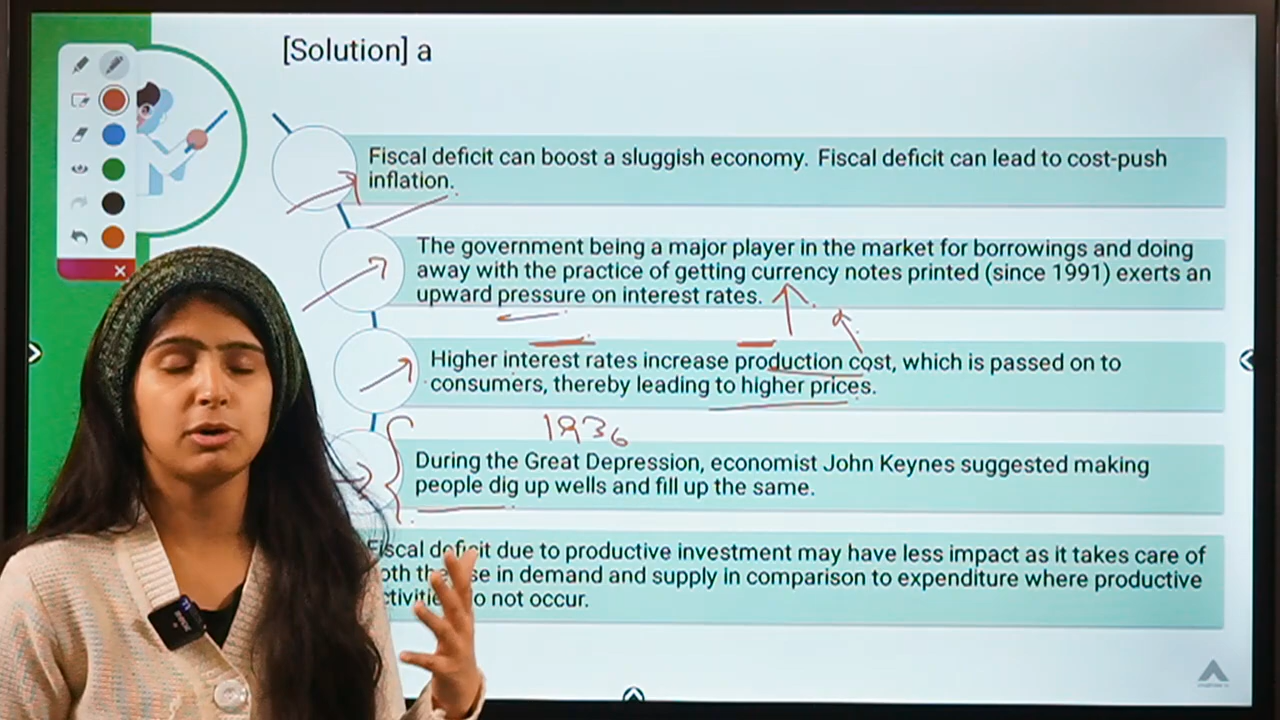 [Solution] a
Fiscal deficit can boost a sluggish economy. Fiscal deficit can lead to cost-push
inflation.
The government being a major player in the market for borrowings and doing
away with the practice of getting currency notes printed (since 1991) exerts an
upward pressure on interest rates.
Higher interest rates increase production cost, which is passed on to
consumers, thereby leading to higher prices.
1936
During the Great Depression, economist John Keynes suggested making
people dig up wells and fill up the same.
Fiscal deficit due to productive investment may have less impact as it takes care of
in demand and supply in comparison to expenditure where productive
not occur.